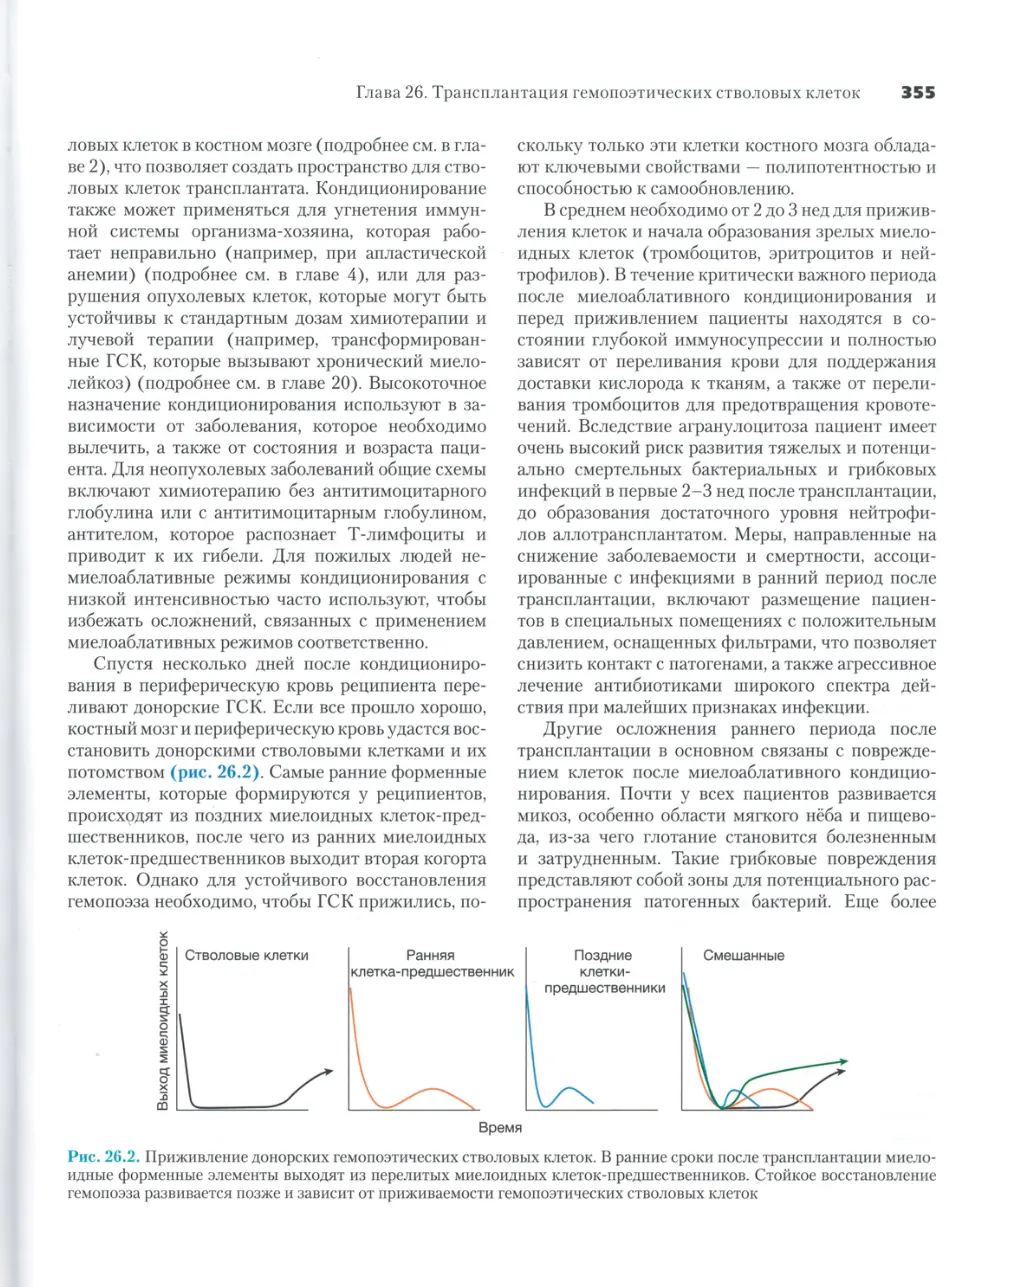 Глава 26. Трансплантация гемопоэтических стволовых клеток 355
ловых клеток в костном мозге (подробнее см. в гла-
ве 2), что позволяет создать пространство для ство-
ловых клеток трансплантата. Кондиционирование
также может применяться для угнетения иммун-
ной системы организма-хозяина, которая рабо-
тает неправильно (например, при апластической
анемии) (подробнее см. в главе 4), или для раз-
рушения опухолевых клеток, которые могут быть
устойчивы к стандартным дозам химиотерапии и
лучевой терапии (например, трансформирован-
ные ГСК, которые вызывают хронический миело-
лейкоз) (подробнее см. в главе 20). Высокоточное
назначение кондиционирования используют в за-
висимости от заболевания, которое необходимо
вылечить, а также от состояния и возраста паци-
ента. Для неопухолевых заболеваний общие схемы
включают химиотерапию без антитимоцитарного
глобулина или с антитимоцитарным глобулином,
антителом, которое распознает Т-лимфоциты и
приводит к их гибели. Для пожилых людей не-
миелоаблативные режимы кондиционирования с
низкой интенсивностью часто используют, чтобы
избежать осложнений, связанных с применением
миелоаблативных режимов соответственно.
Спустя несколько дней после кондициониро-
вания в периферическую кровь реципиента пере-
ливают донорские ГСК. Если все прошло хорошо,
костный мозг и периферическую кровь удастся вос-
становить донорскими стволовыми клетками и их
потомством (рис. 26.2). Самые ранние форменные
элементы, которые формируются у реципиентов,
происходят из поздних миелоидных клеток-пред-
шественников, после чего из ранних миелоидных
клеток-предшественников выходит вторая когорта
клеток. Однако для устойчивого восстановления
гемопоэза необходимо, чтобы ГСК прижились, по-
скольку только эти клетки костного мозга облада-
ют ключевыми свойствами — полипотентностью и
способностью к самообновлению.
В среднем необходимо от 2 до 3 нед для прижив-
ления клеток и начала образования зрелых миело-
идных клеток (тромбоцитов, эритроцитов и ней-
трофилов). В течение критически важного периода
после миелоаблативного кондиционирования и
перед приживлением пациенты находятся в со-
стоянии глубокой иммуносупрессии и полностью
зависят от переливания крови для поддержания
доставки кислорода к тканям, а также от перели-
вания тромбоцитов для предотвращения кровоте-
чений. Вследствие агранулоцитоза пациент имеет
очень высокий риск развития тяжелых и потенци-
ально смертельных бактериальных и грибковых
инфекций в первые 2–3 нед после трансплантации,
до образования достаточного уровня нейтрофи-
лов аллотрансплантатом. Меры, направленные на
снижение заболеваемости и смертности, ассоци-
ированные с инфекциями в ранний период после
трансплантации, включают размещение пациен-
тов в специальных помещениях с положительным
давлением, оснащенных фильтрами, что позволяет
снизить контакт с патогенами, а также агрессивное
лечение антибиотиками широкого спектра дей-
ствия при малейших признаках инфекции.
Другие осложнения раннего периода после
трансплантации в основном связаны с поврежде-
нием клеток после миелоаблативного кондицио-
нирования. Почти у всех пациентов развивается
микоз, особенно области мягкого нёба и пищево-
да, из-за чего глотание становится болезненным
и затрудненным. Такие грибковые повреждения
представляют собой зоны для потенциального рас-
пространения патогенных бактерий. Еще более
Выход миелоидных клеток
Стволовые клетки
Ранняя
клетка-предшественник
Поздние
клетки-
предшественники
Смешанные
Время
Рис. 26.2. Приживление донорских гемопоэтических стволовых клеток. В ранние сроки после трансплантации миело-
идные форменные элементы выходят из перелитых миелоидных клеток-предшественников. Стойкое восстановление
гемопоэза развивается позже и зависит от приживаемости гемопоэтических стволовых клеток